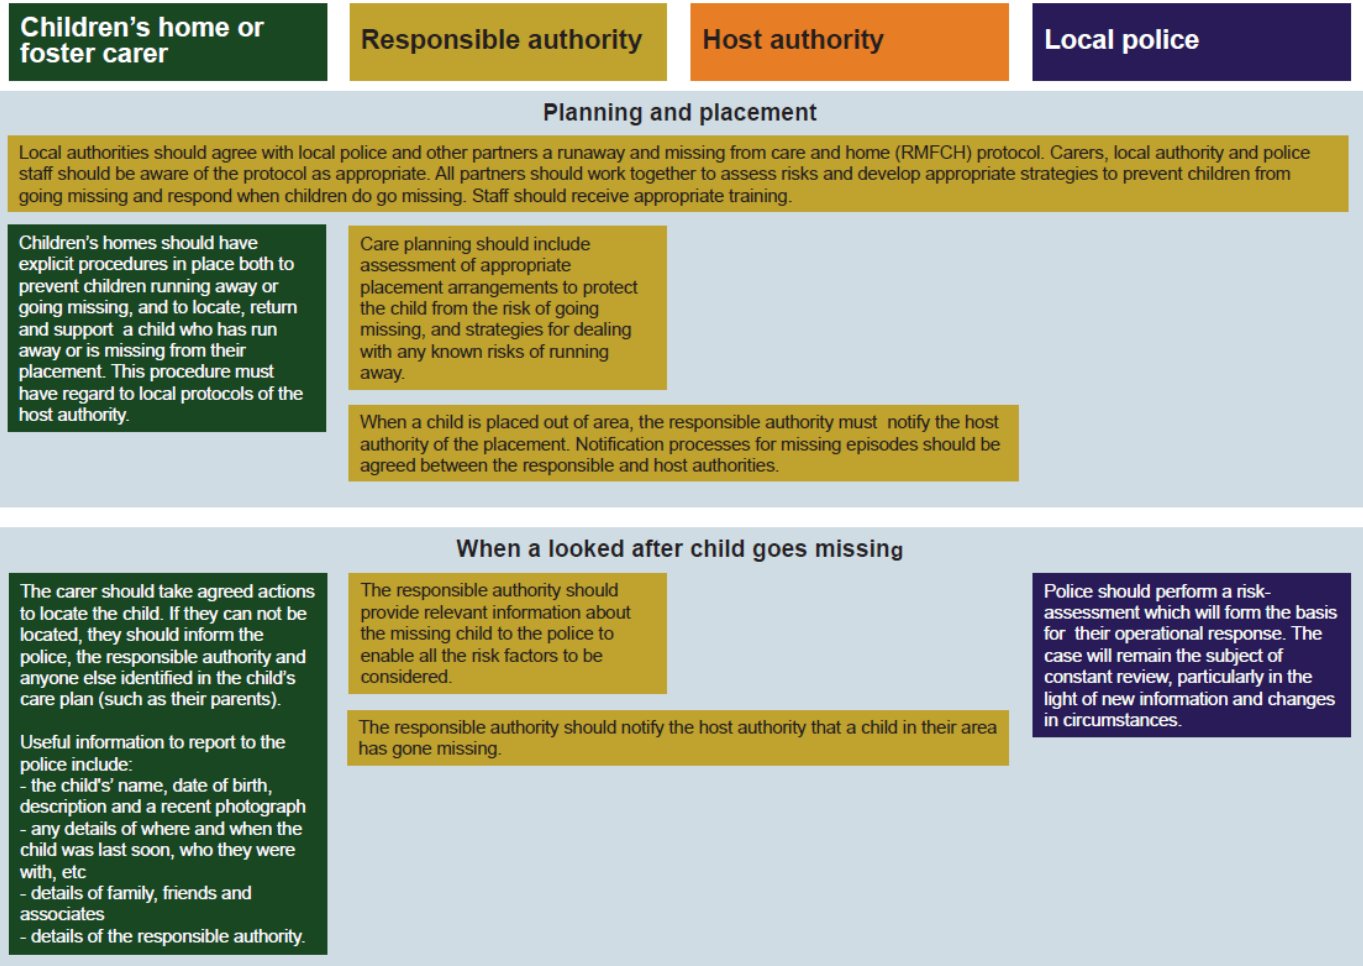 Children’s home or
foster carer
Responsible authority
Host authority
Local police
Planning and placement
Local authorities should agree with local police and other partners a runaway and missing from care and home (RMFCH) protocol. Carers, local authority and police
staff should be aware of the protocol as appropriate. All partners should work together to assess risks and develop appropriate strategies to prevent children from
going missing and respond when children do go missing. Staff should receive appropriate training.
Children’s homes should have
explicit procedures in place both to
prevent children running away or
going missing, and to locate, return
and support a child who has run
away or is missing from their
placement. This procedure must
have regard to local protocols of the
host authority.
Care planning should include
assessment of appropriate
placement arrangements to protect
the child from the risk of going
missing, and strategies for dealing
with any known risks of running
away.
When a child is placed out of area, the responsible authority must notify the host
authority of the placement. Notification processes for missing episodes should be
agreed between the responsible and host authorities.
When a looked after child goes missing
The carer should take agreed actions
to locate the child. If they can not be
located, they should inform the
police, the responsible authority and
anyone else identified in the child’s
care plan (such as their parents).
Useful information to report to the
police include:
- the child's’ name, date of birth,
description and a recent photograph
- any details of where and when the
child was last soon, who they were
with, etc
- details of family, friends and
associates
- details of the responsible authority.
The responsible authority should
provide relevant information about
the missing child to the police to
enable all the risk factors to be
considered.
The responsible authority should notify the host authority that a child in their area
has gone missing.
Police should perform a risk-
assessment which will form the basis
for their operational response. The
case will remain the subject of
constant review, particularly in the
light of new information and changes
in circumstances.